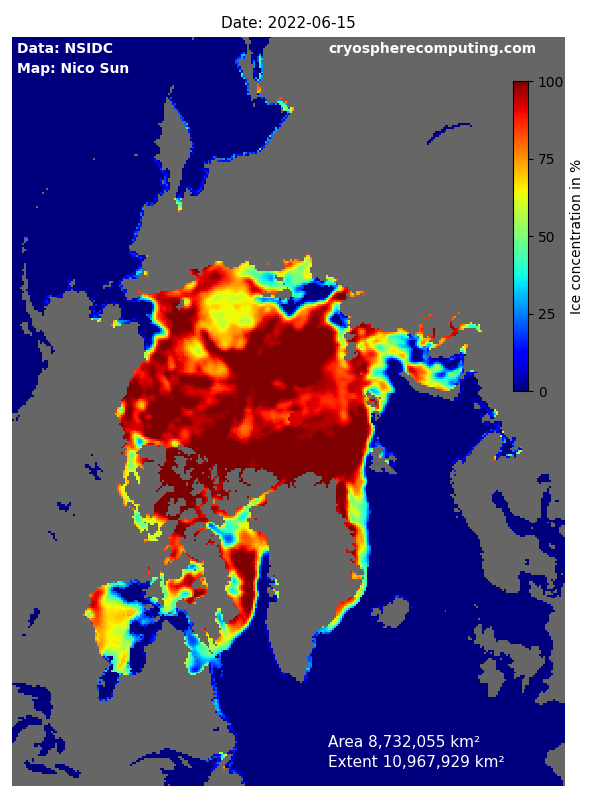 Date: 2022-06-15
Data: NSIDC
cryospherecomputing.com
Map: Nico Sun
100
75
50
25
0
Ice concentration in %
Area 8,732,055 km²
Extent 10,967,929 km²